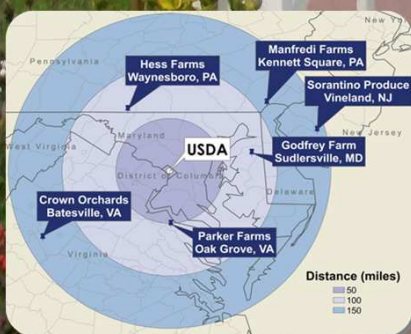 New York
Pennsylvania
Manfredi Farms
Kennett Square, PA
Hess Farms
Waynesboro, PA
Sorantino Produce
Vineland, NJ
New Jersey
Maryland
West Virginia
USDA
Godfrey Farm
Sudlersville, MD
District of Columbia
Delaware
Crown Orchards
Batesville, VA
Parker Farms
Oak Grove, VA
Virginia
Distance (miles)
50
100
150